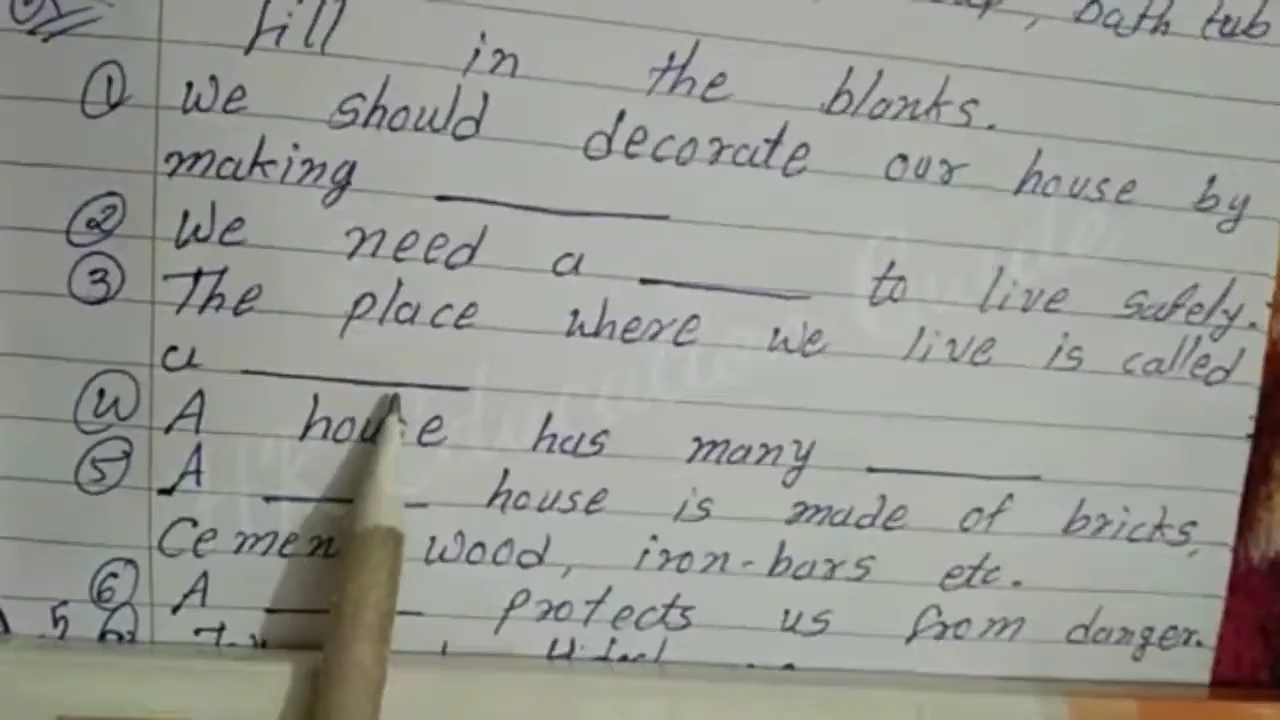 , bath tub
Fill in the blanks.
① We should decorate our house by
making ______
② We need a ______ to live safely.
③ The place where we live is called
a ______
④ A house has many ______
⑤ A ______ house is made of bricks,
Cement wood, iron-bars etc.
⑥ A ______ protects us from danger.